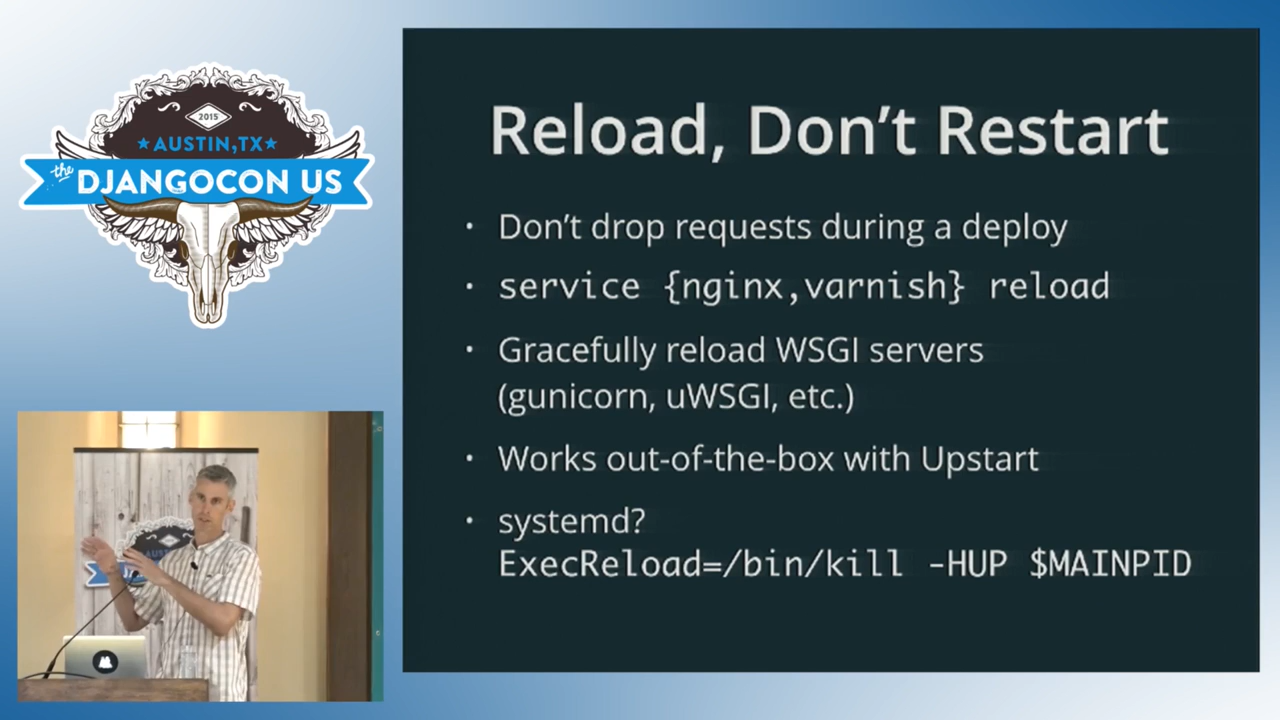 2015
AUSTIN,TX
the
DJANGOCON US
Reload, Don’t Restart
• Don’t drop requests during a deploy
• service {nginx,varnish} reload
• Gracefully reload WSGI servers
(gunicorn, uWSGI, etc.)
• Works out-of-the-box with Upstart
• systemd?
ExecReload=/bin/kill -HUP $MAINPID